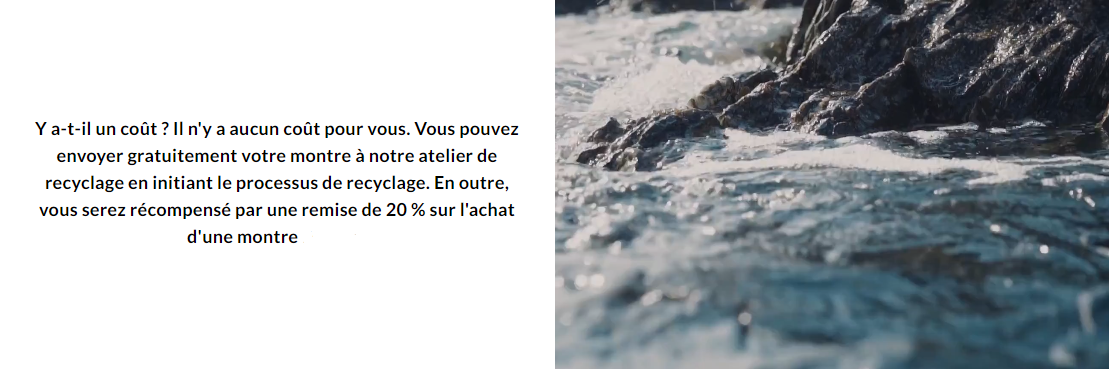 Y a-t-il un coût ? Il n'y a aucun coût pour vous. Vous pouvez
envoyer gratuitement votre montre à notre atelier de
recyclage en initiant le processus de recyclage. En outre,
vous serez récompensé par une remise de 20 % sur l'achat
d'une montre